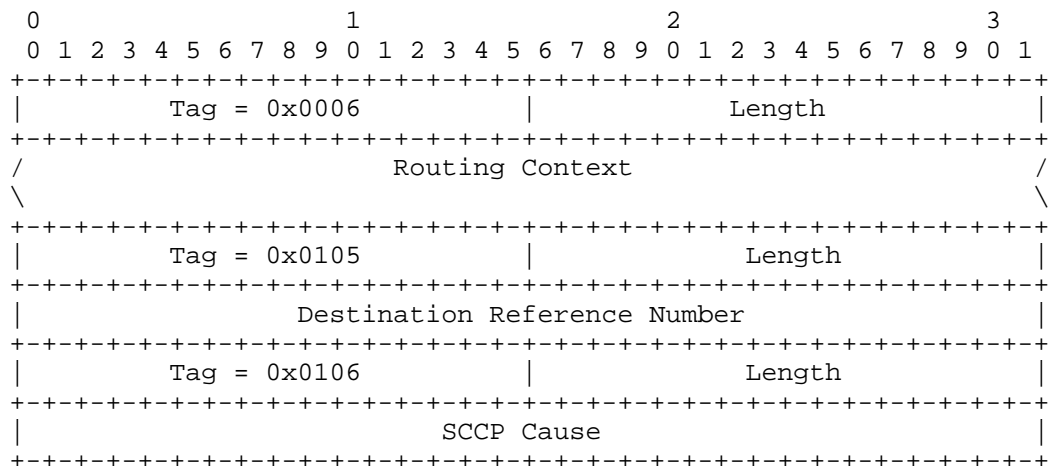 0                   1                   2                   3
 0 1 2 3 4 5 6 7 8 9 0 1 2 3 4 5 6 7 8 9 0 1 2 3 4 5 6 7 8 9 0 1
+-+-+-+-+-+-+-+-+-+-+-+-+-+-+-+-+-+-+-+-+-+-+-+-+-+-+-+-+-+-+-+-+
|         Tag = 0x0006          |            Length             |
+-+-+-+-+-+-+-+-+-+-+-+-+-+-+-+-+-+-+-+-+-+-+-+-+-+-+-+-+-+-+-+-+
/                       Routing Context                         /
\                                                               \
+-+-+-+-+-+-+-+-+-+-+-+-+-+-+-+-+-+-+-+-+-+-+-+-+-+-+-+-+-+-+-+-+
|         Tag = 0x0105          |             Length            |
+-+-+-+-+-+-+-+-+-+-+-+-+-+-+-+-+-+-+-+-+-+-+-+-+-+-+-+-+-+-+-+-+
|                 Destination Reference Number                  |
+-+-+-+-+-+-+-+-+-+-+-+-+-+-+-+-+-+-+-+-+-+-+-+-+-+-+-+-+-+-+-+-+
|         Tag = 0x0106          |             Length            |
+-+-+-+-+-+-+-+-+-+-+-+-+-+-+-+-+-+-+-+-+-+-+-+-+-+-+-+-+-+-+-+-+
|                          SCCP Cause                           |
+-+-+-+-+-+-+-+-+-+-+-+-+-+-+-+-+-+-+-+-+-+-+-+-+-+-+-+-+-+-+-+-+